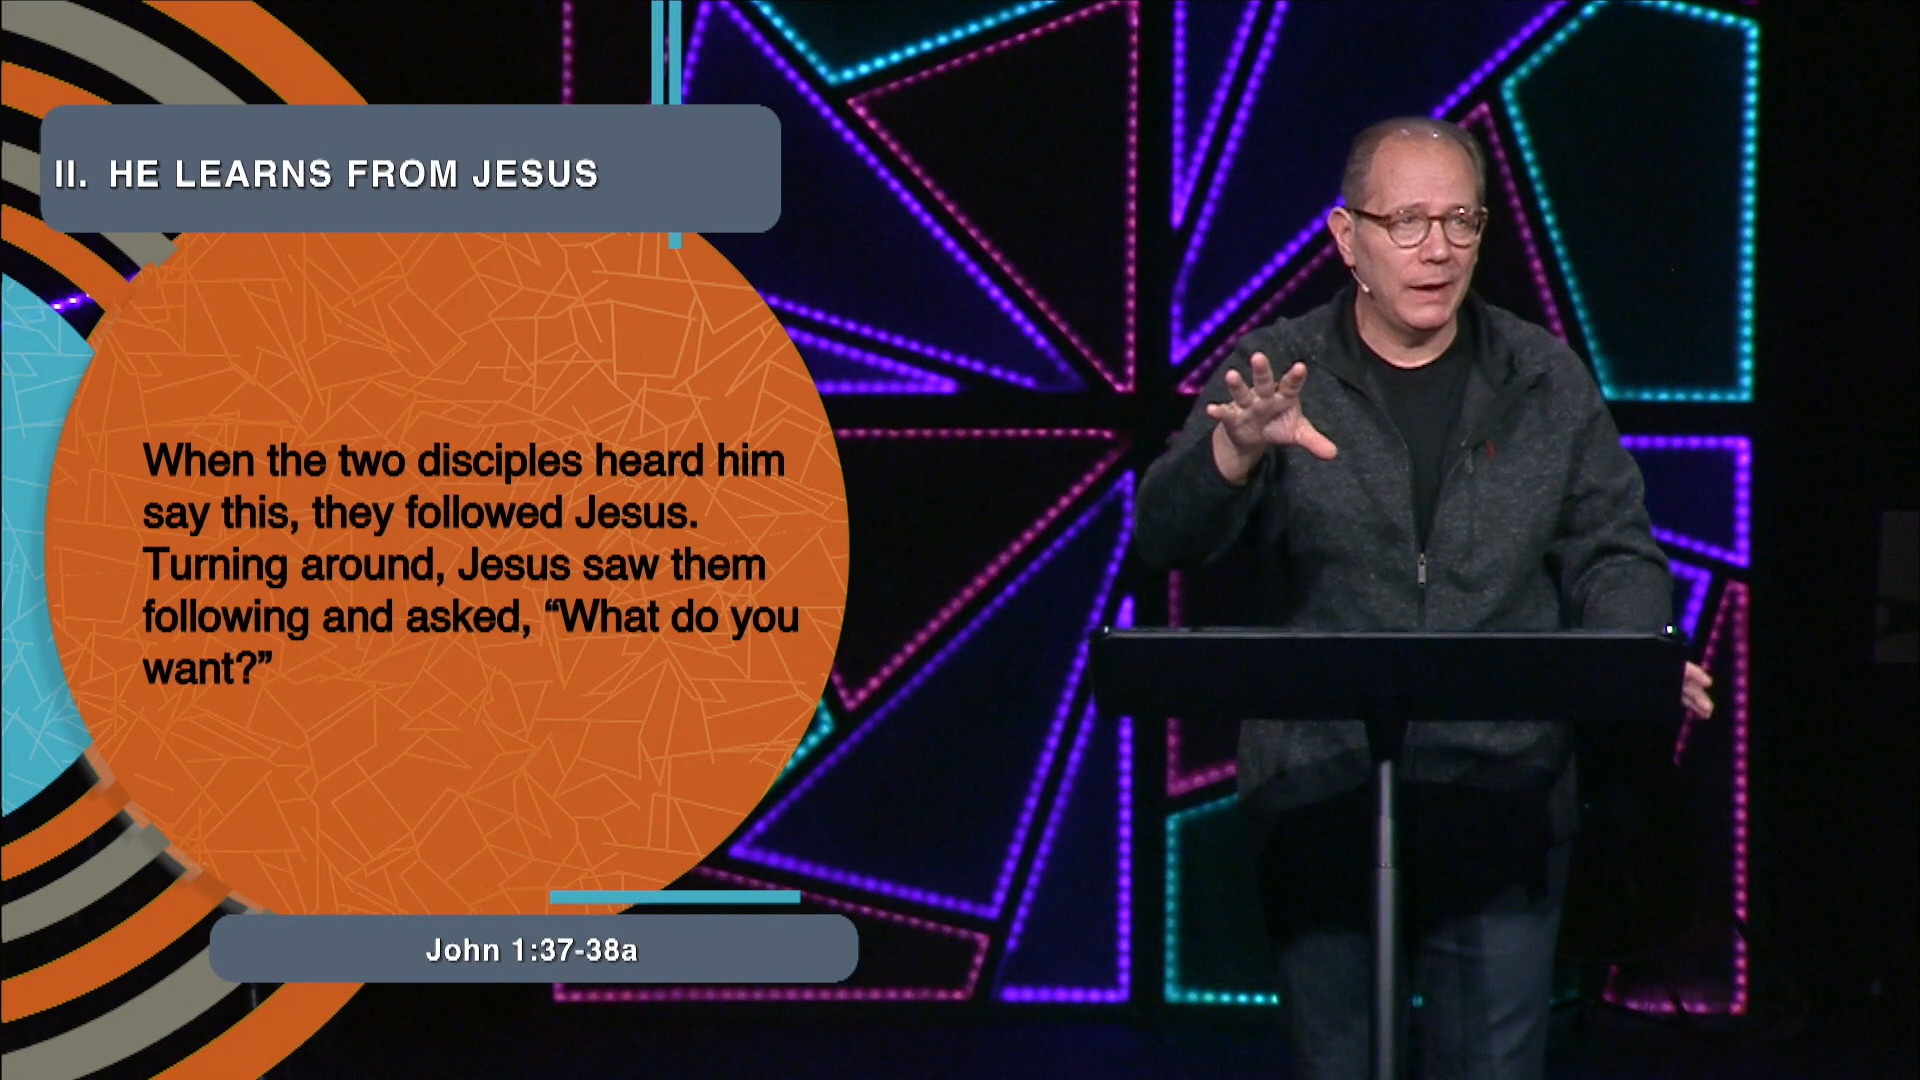 II. HE LEARNS FROM JESUS
When the two disciples heard him
say this, they followed Jesus.
Turning around, Jesus saw them
following and asked, “What do you
want?”
John 1:37-38a